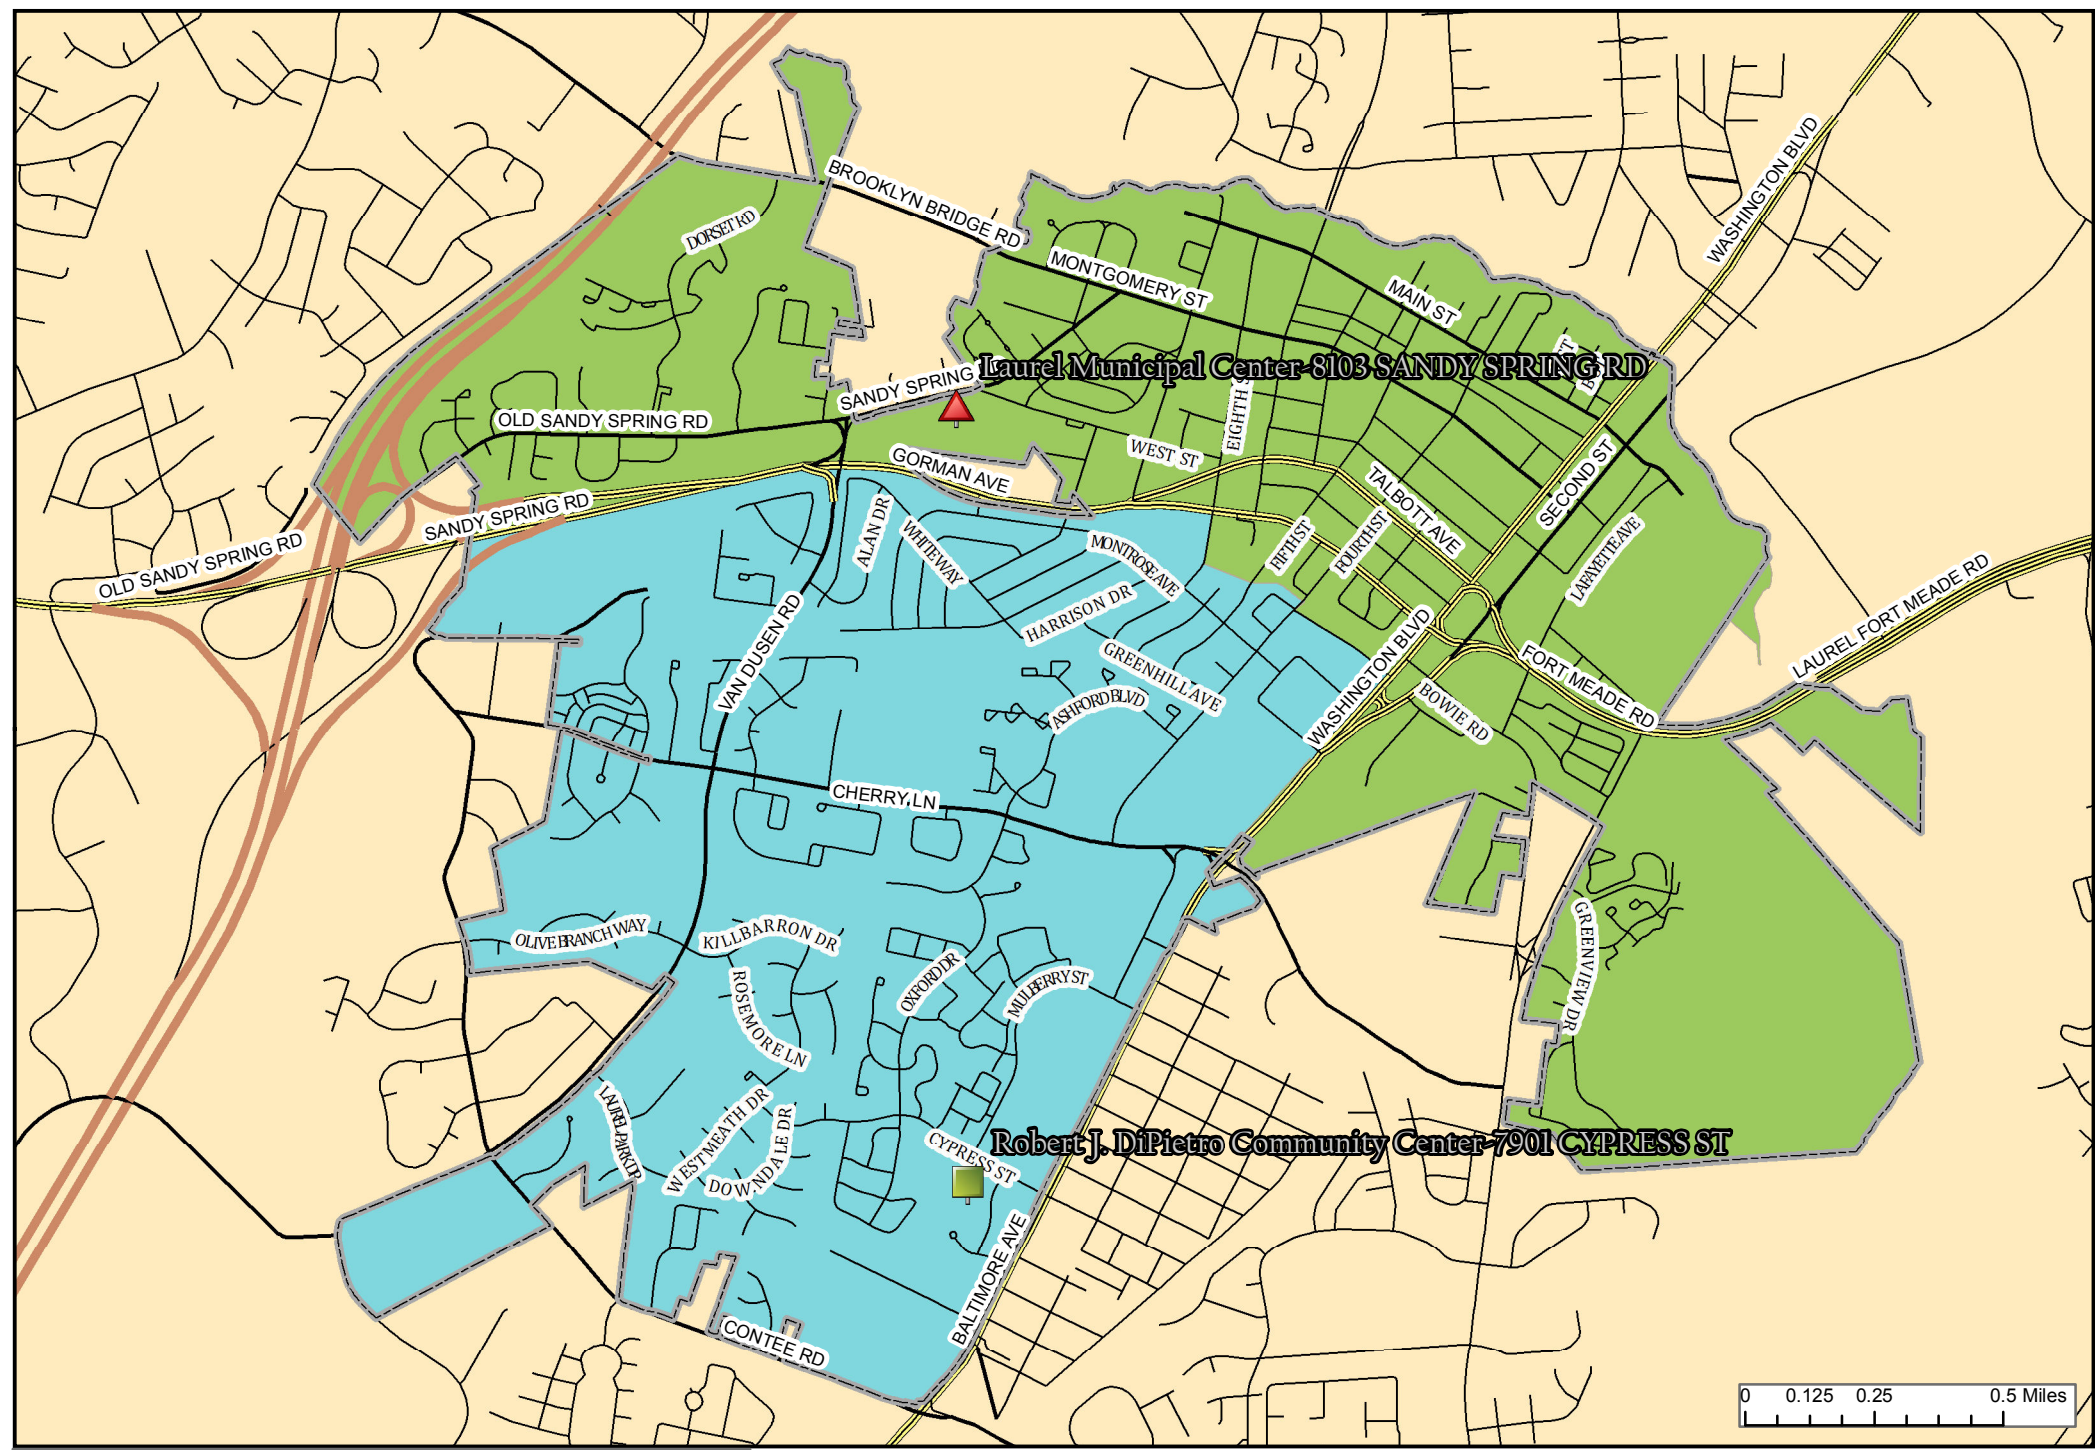 WASHINGTON BLVD
BROOKLYN BRIDGE RD
DORSET RD
MONTGOMERY ST
MAIN ST
Laurel Municipal Center-8103 SANDY SPRING RD
SANDY SPRING
OLD SANDY SPRING RD
EIGHTH S
WEST ST
GORMAN AVE
TALBOTT AVE
SECOND ST
SANDY SPRING RD
OLD SANDY SPRING RD
ALAN DR
WHITEWAY
MONTROSE AVE
FIFTH ST
FOURTH ST
LAFAYETTE AVE
HARRISON DR
LAUREL FORT MEADE RD
VAN DUSEN RD
GREENHILL AVE
WASHINGTON BLVD
FORT MEADE RD
ASHFORD BLVD
BOWIE RD
CHERRY LN
OLIVE BRANCH WAY
KILLBARRON DR
GREENVIEW DR
OXFORD DR
MULBERRY ST
ROSEMORE LN
LAUREL PARK DR
WESTMEATH DR
DOWNDALE DR
CYPRESS ST
Robert J. DiPietro Community Center-7901 CYPRESS ST
BALTIMORE AVE
CONTEE RD
0 0.125 0.25 0.5 Miles